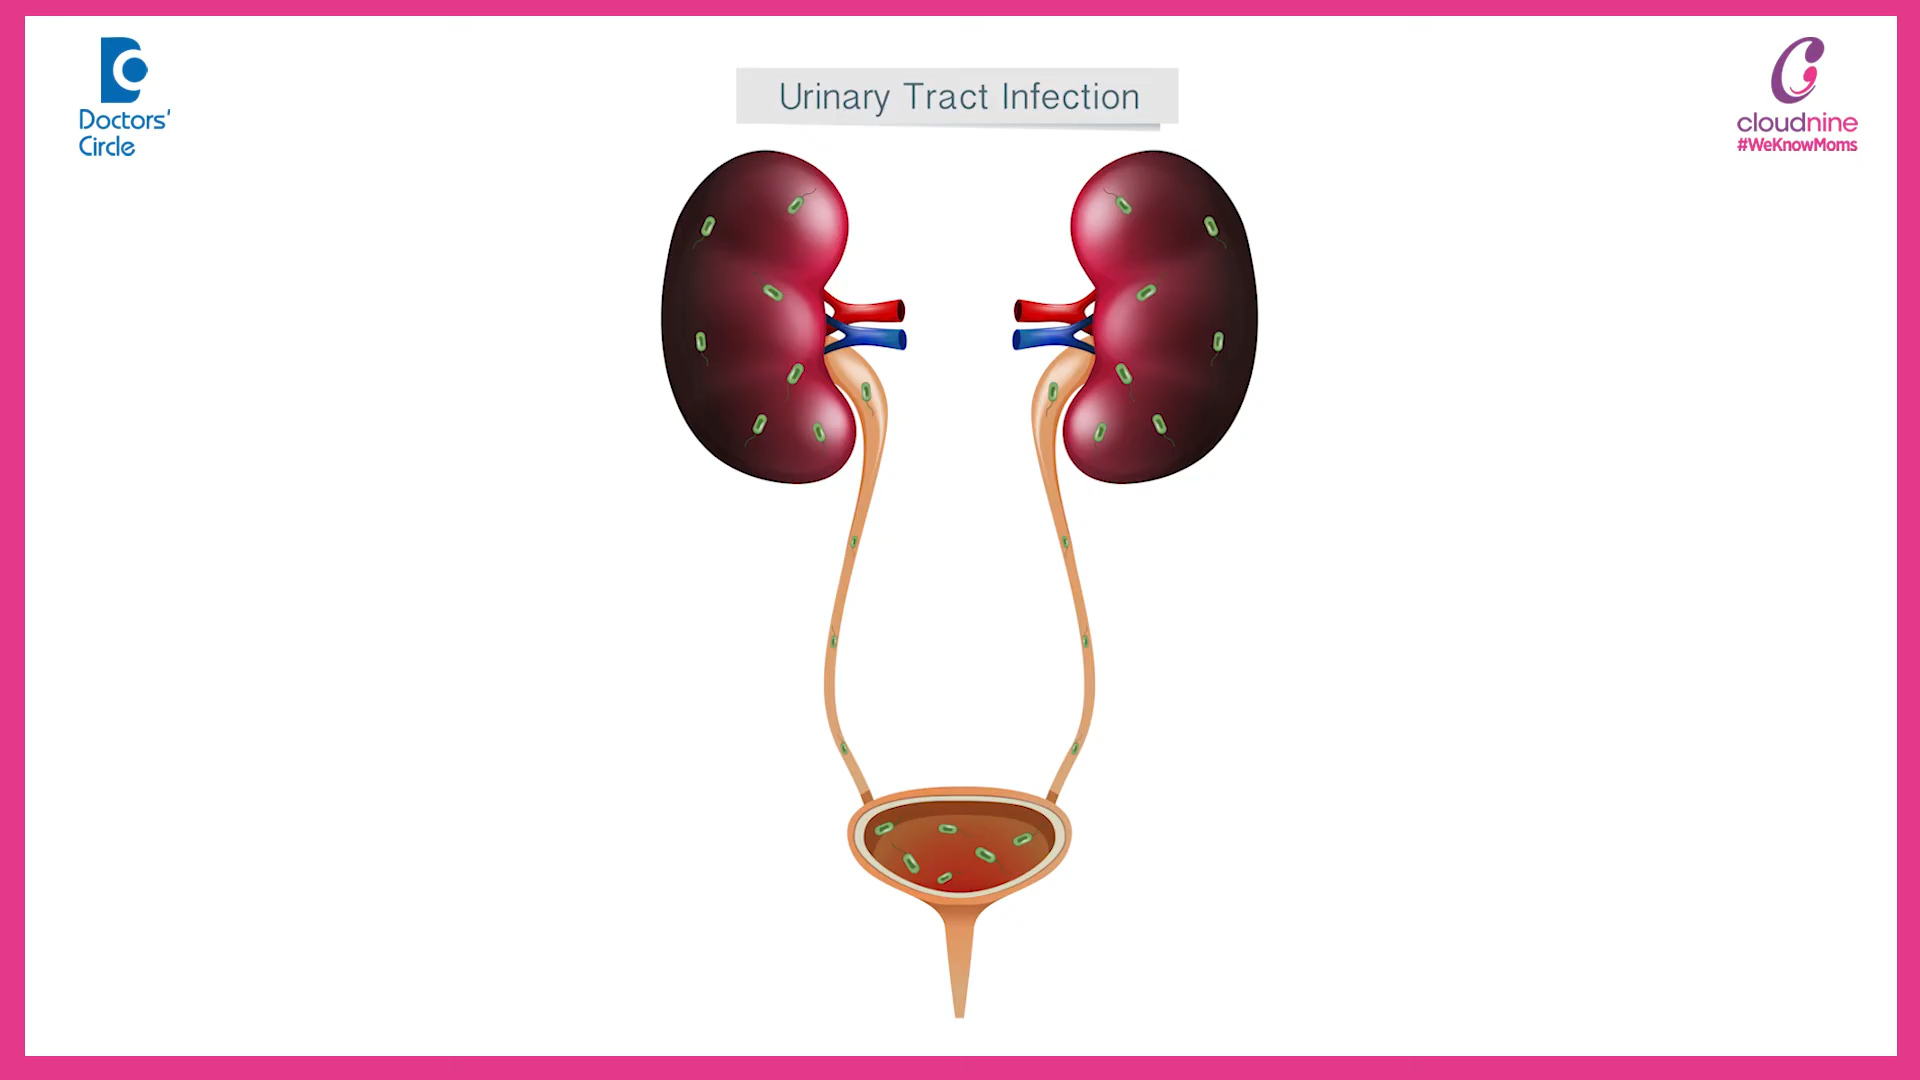 Doctors'
Circle
Urinary Tract Infection
cloudnine
#WeKnowMoms